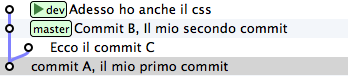 dev Adesso ho anche il css
master Commit B, Il mio secondo commit
Ecco il commit C
commit A, il mio primo commit